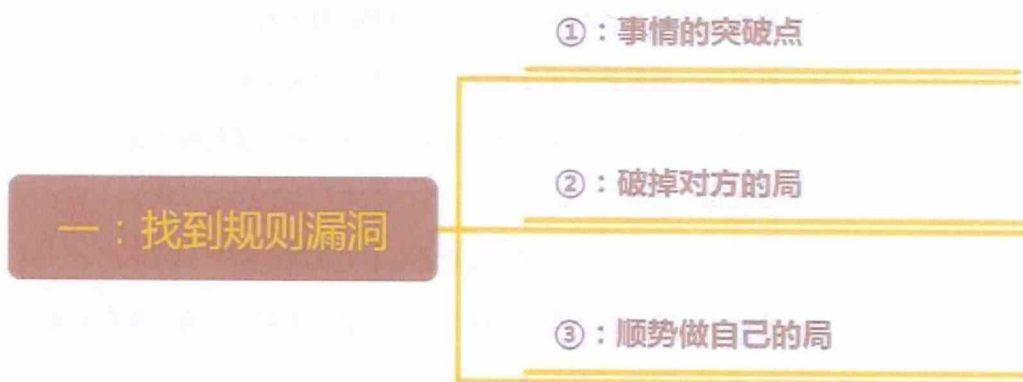 ①：事情的突破点
②：破掉对方的局
一：找到规则漏洞
③：顺势做自己的局